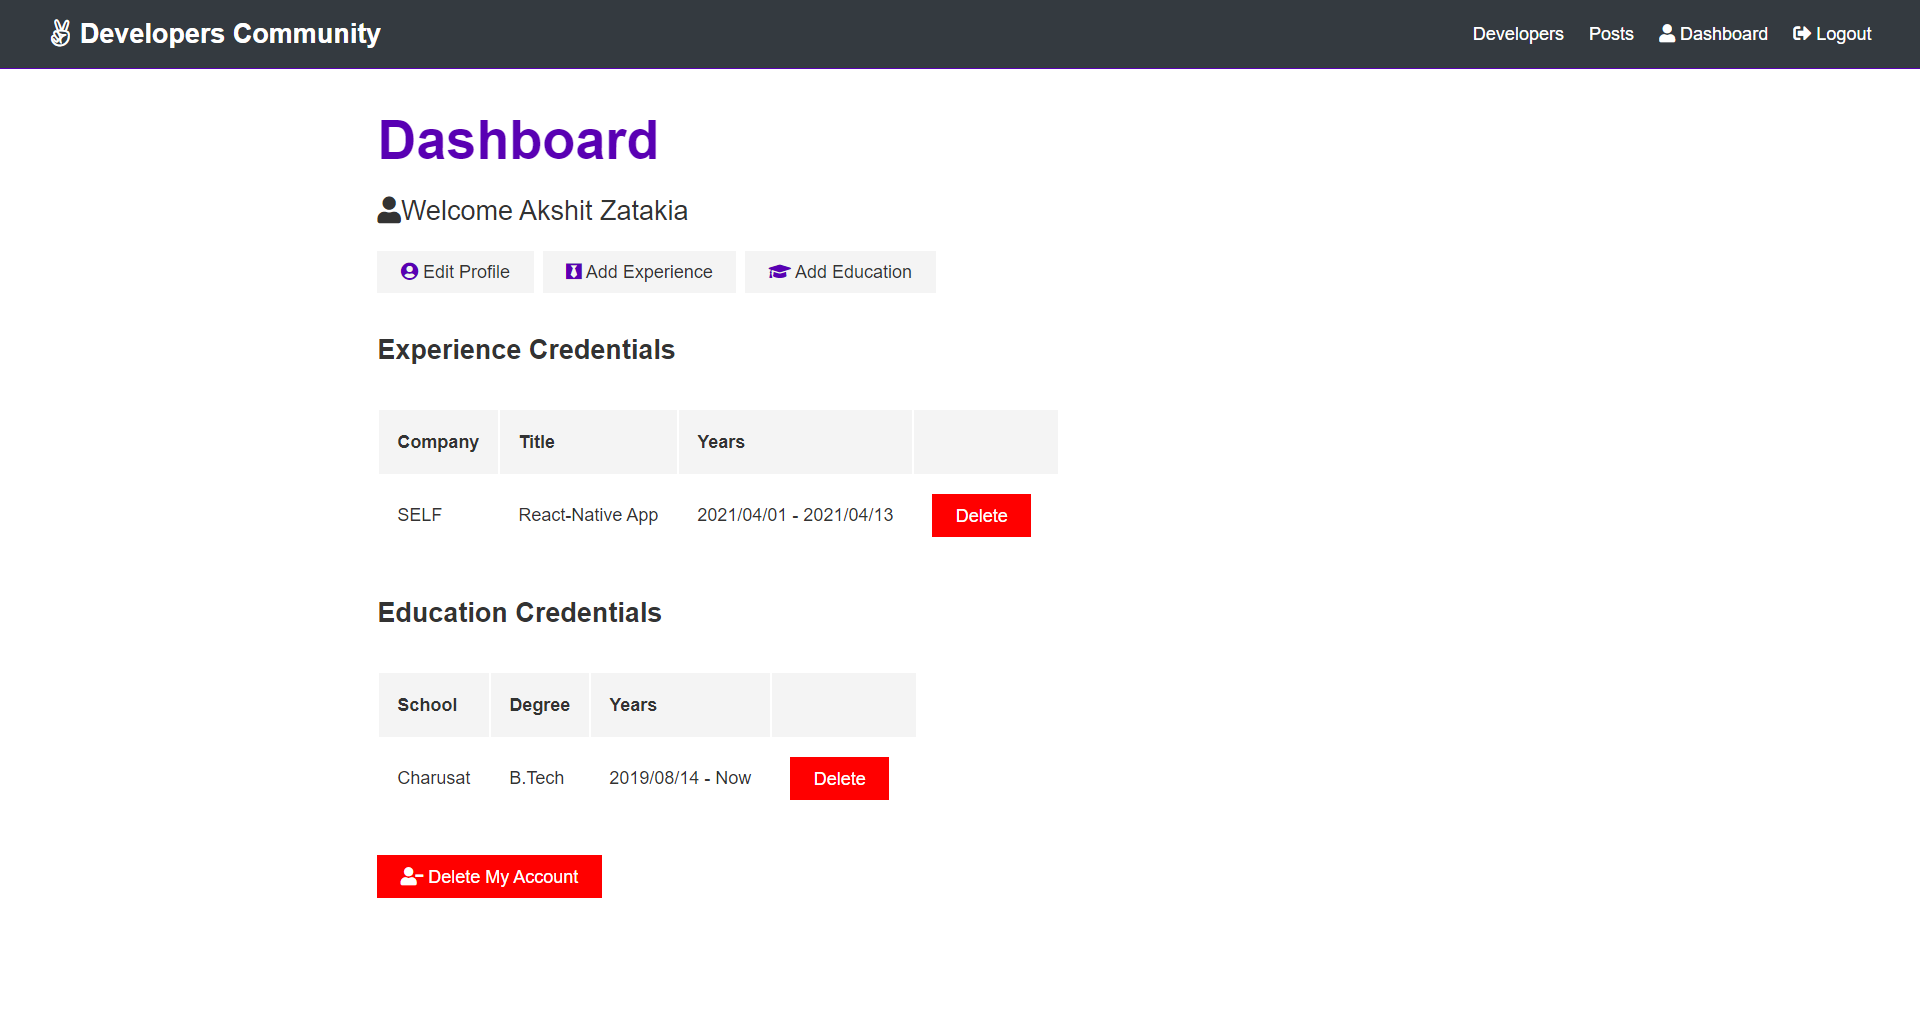 Developers Community
Developers Posts Dashboard Logout
Dashboard
Welcome Akshit Zatakia
Edit Profile Add Experience Add Education
Experience Credentials
Company Title Years
SELF React-Native App 2021/04/01 - 2021/04/13 Delete
Education Credentials
School Degree Years
Charusat B.Tech 2019/08/14 - Now Delete
Delete My Account